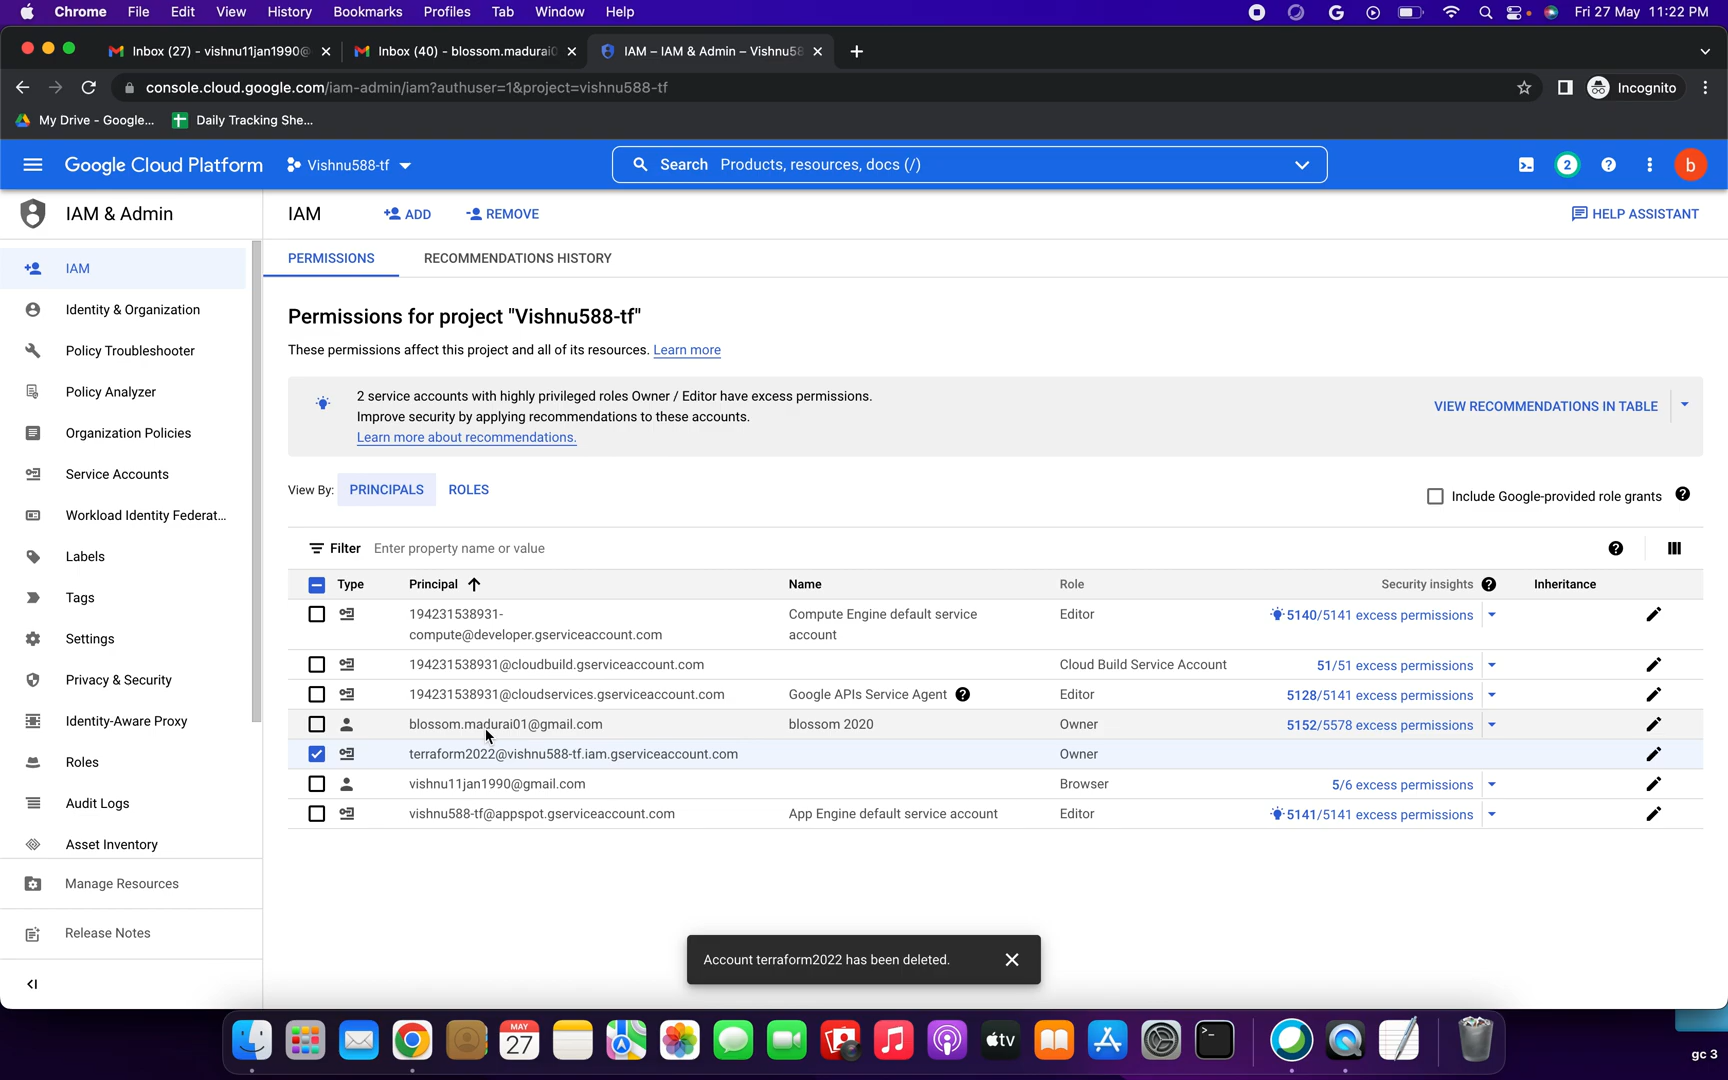 Chrome File Edit View History Bookmarks Profiles Tab Window Help Fri 27 May 11:22 PM
Inbox (27) - vishnu11jan1990@ Inbox (40) - blossom.madurai0 IAM – IAM & Admin – Vishnu58
console.cloud.google.com/iam-admin/iam?authuser=1&project=vishnu588-tf Incognito
My Drive - Google... Daily Tracking She...
Google Cloud Platform Vishnu588-tf Search Products, resources, docs (/) 2 b
IAM & Admin IAM ADD REMOVE HELP ASSISTANT
IAM
Identity & Organization
Policy Troubleshooter
Policy Analyzer
Organization Policies
Service Accounts
Workload Identity Federat...
Labels
Tags
Settings
Privacy & Security
Identity-Aware Proxy
Roles
Audit Logs
Asset Inventory
Manage Resources
Release Notes
PERMISSIONS RECOMMENDATIONS HISTORY
Permissions for project "Vishnu588-tf"
These permissions affect this project and all of its resources. Learn more
2 service accounts with highly privileged roles Owner / Editor have excess permissions.
Improve security by applying recommendations to these accounts.
Learn more about recommendations.
VIEW RECOMMENDATIONS IN TABLE
View By: PRINCIPALS ROLES Include Google-provided role grants
Filter Enter property name or value
Type Principal Name Role Security insights Inheritance
194231538931- Compute Engine default service Editor 5140/5141 excess permissions
compute@developer.gserviceaccount.com account
194231538931@cloudbuild.gserviceaccount.com Cloud Build Service Account 51/51 excess permissions
194231538931@cloudservices.gserviceaccount.com Google APIs Service Agent Editor 5128/5141 excess permissions
blossom.madurai01@gmail.com blossom 2020 Owner 5152/5578 excess permissions
terraform2022@vishnu588-tf.iam.gserviceaccount.com Owner
vishnu11jan1990@gmail.com Browser 5/6 excess permissions
vishnu588-tf@appspot.gserviceaccount.com App Engine default service account Editor 5141/5141 excess permissions
Account terraform2022 has been deleted.
MAY
27
tv
gc 3